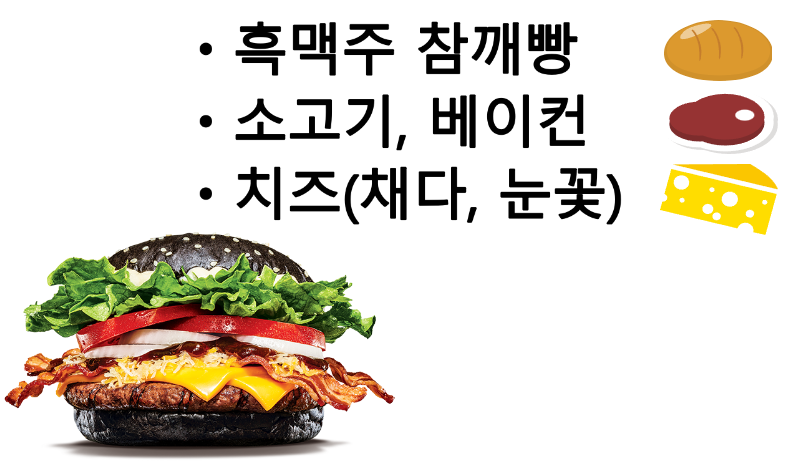 • 흑맥주 참깨빵
• 소고기, 베이컨
• 치즈(채다, 눈꽃)